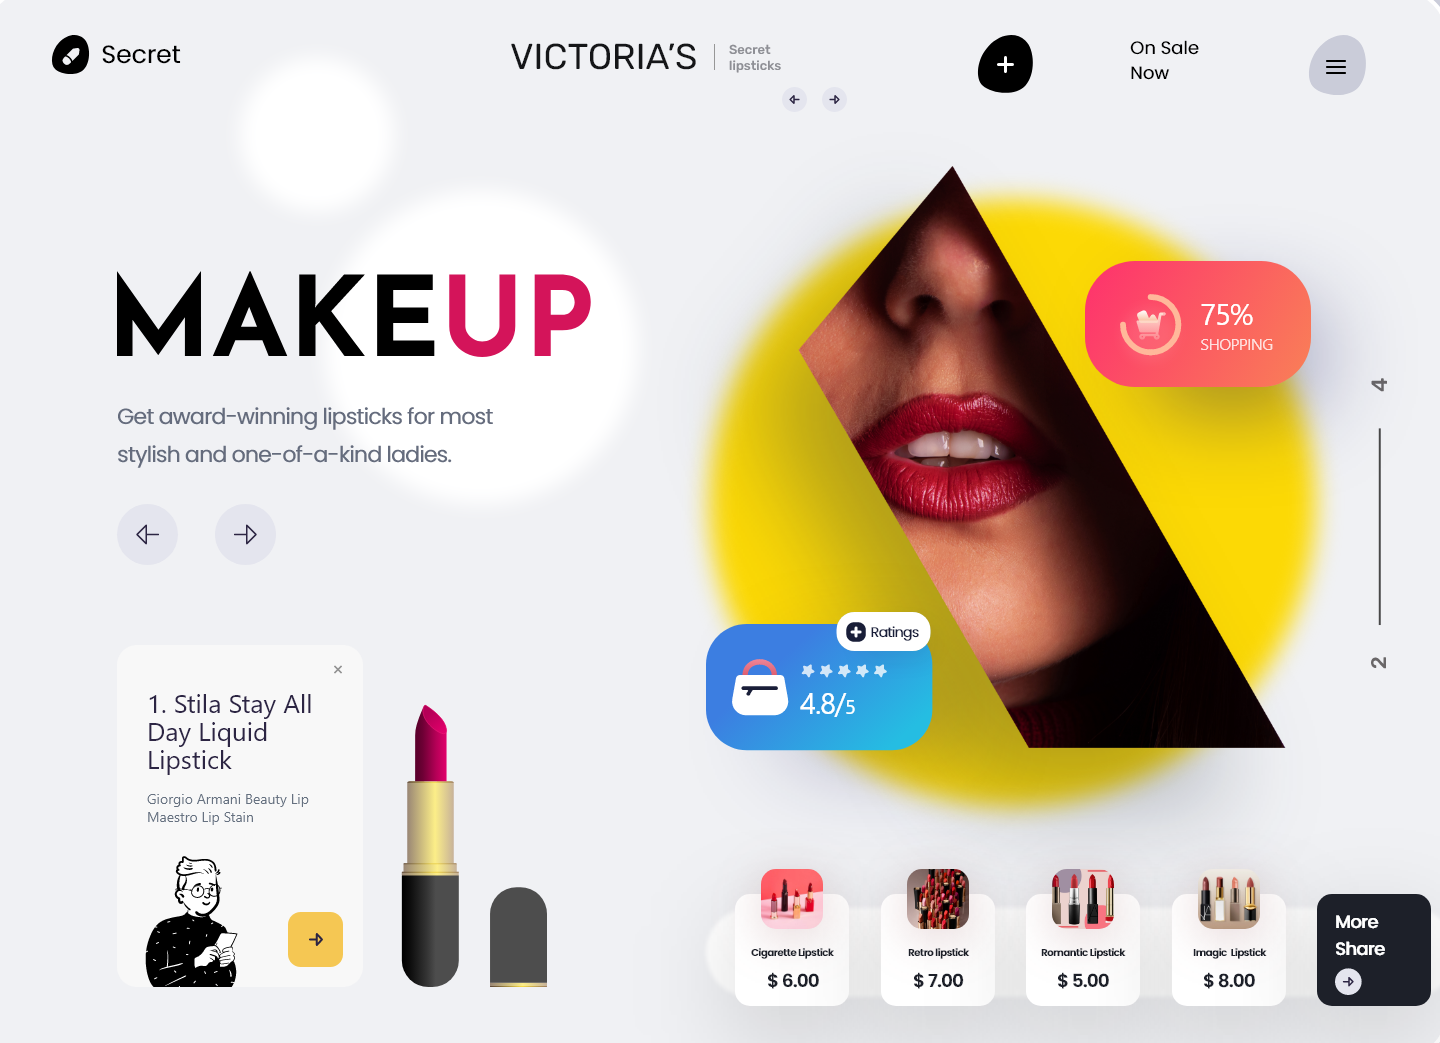 Secret
VICTORIA'S
Secret
lipsticks
On Sale
Now
MAKEUP
Get award-winning lipsticks for most
stylish and one-of-a-kind ladies.
75%
SHOPPING
4
2
Ratings
4.8/5
1. Stila Stay All
Day Liquid
Lipstick
Giorgio Armani Beauty Lip
Maestro Lip Stain
Cigarette Lipstick
$ 6.00
Retro lipstick
$ 7.00
Romantic Lipstick
$ 5.00
Imagic Lipstick
$ 8.00
More
Share